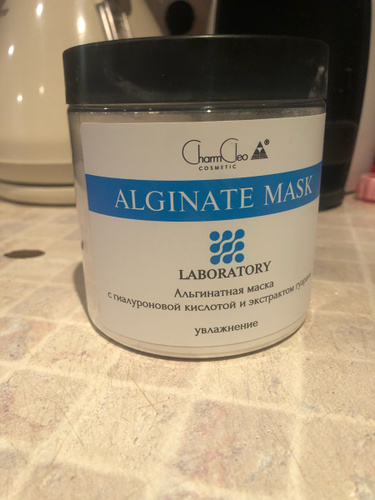 CharmCleo ®
COSMETIC
ALGINATE MASK
LABORATORY
Альгинатная маска
с гиалуроновой кислотой и экстрактом
увлажнение